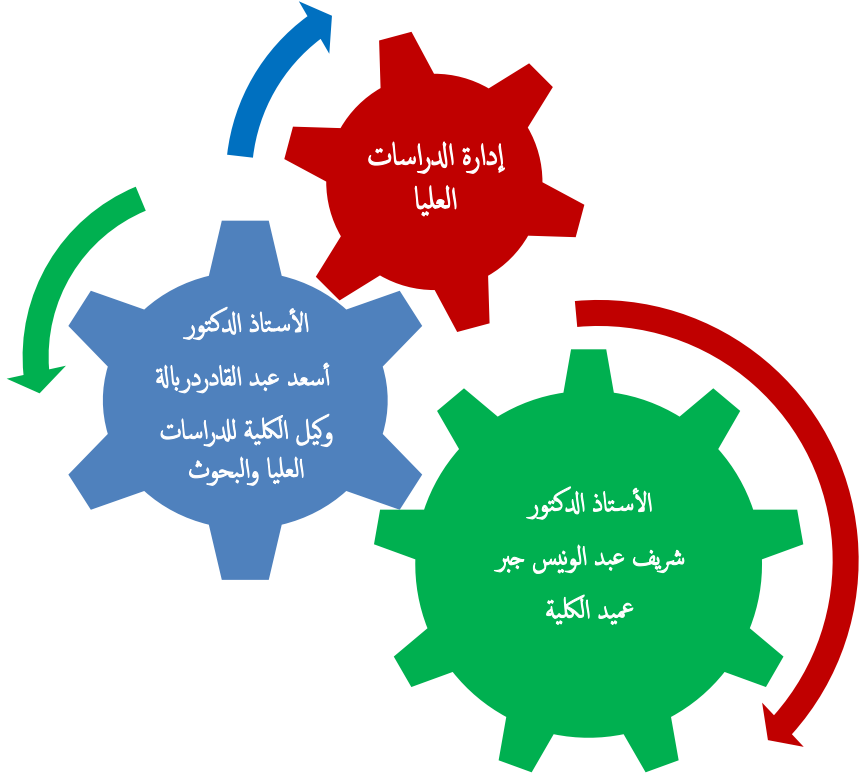 إدارة الدراسات
العليا
الأستاذ الدكتور
أسعد عبد القادردربالة
وكيل الكلية للدراسات
العليا والبحوث
الأستاذ الدكتور
شريف عبد الونيس جبر
عميد الكلية